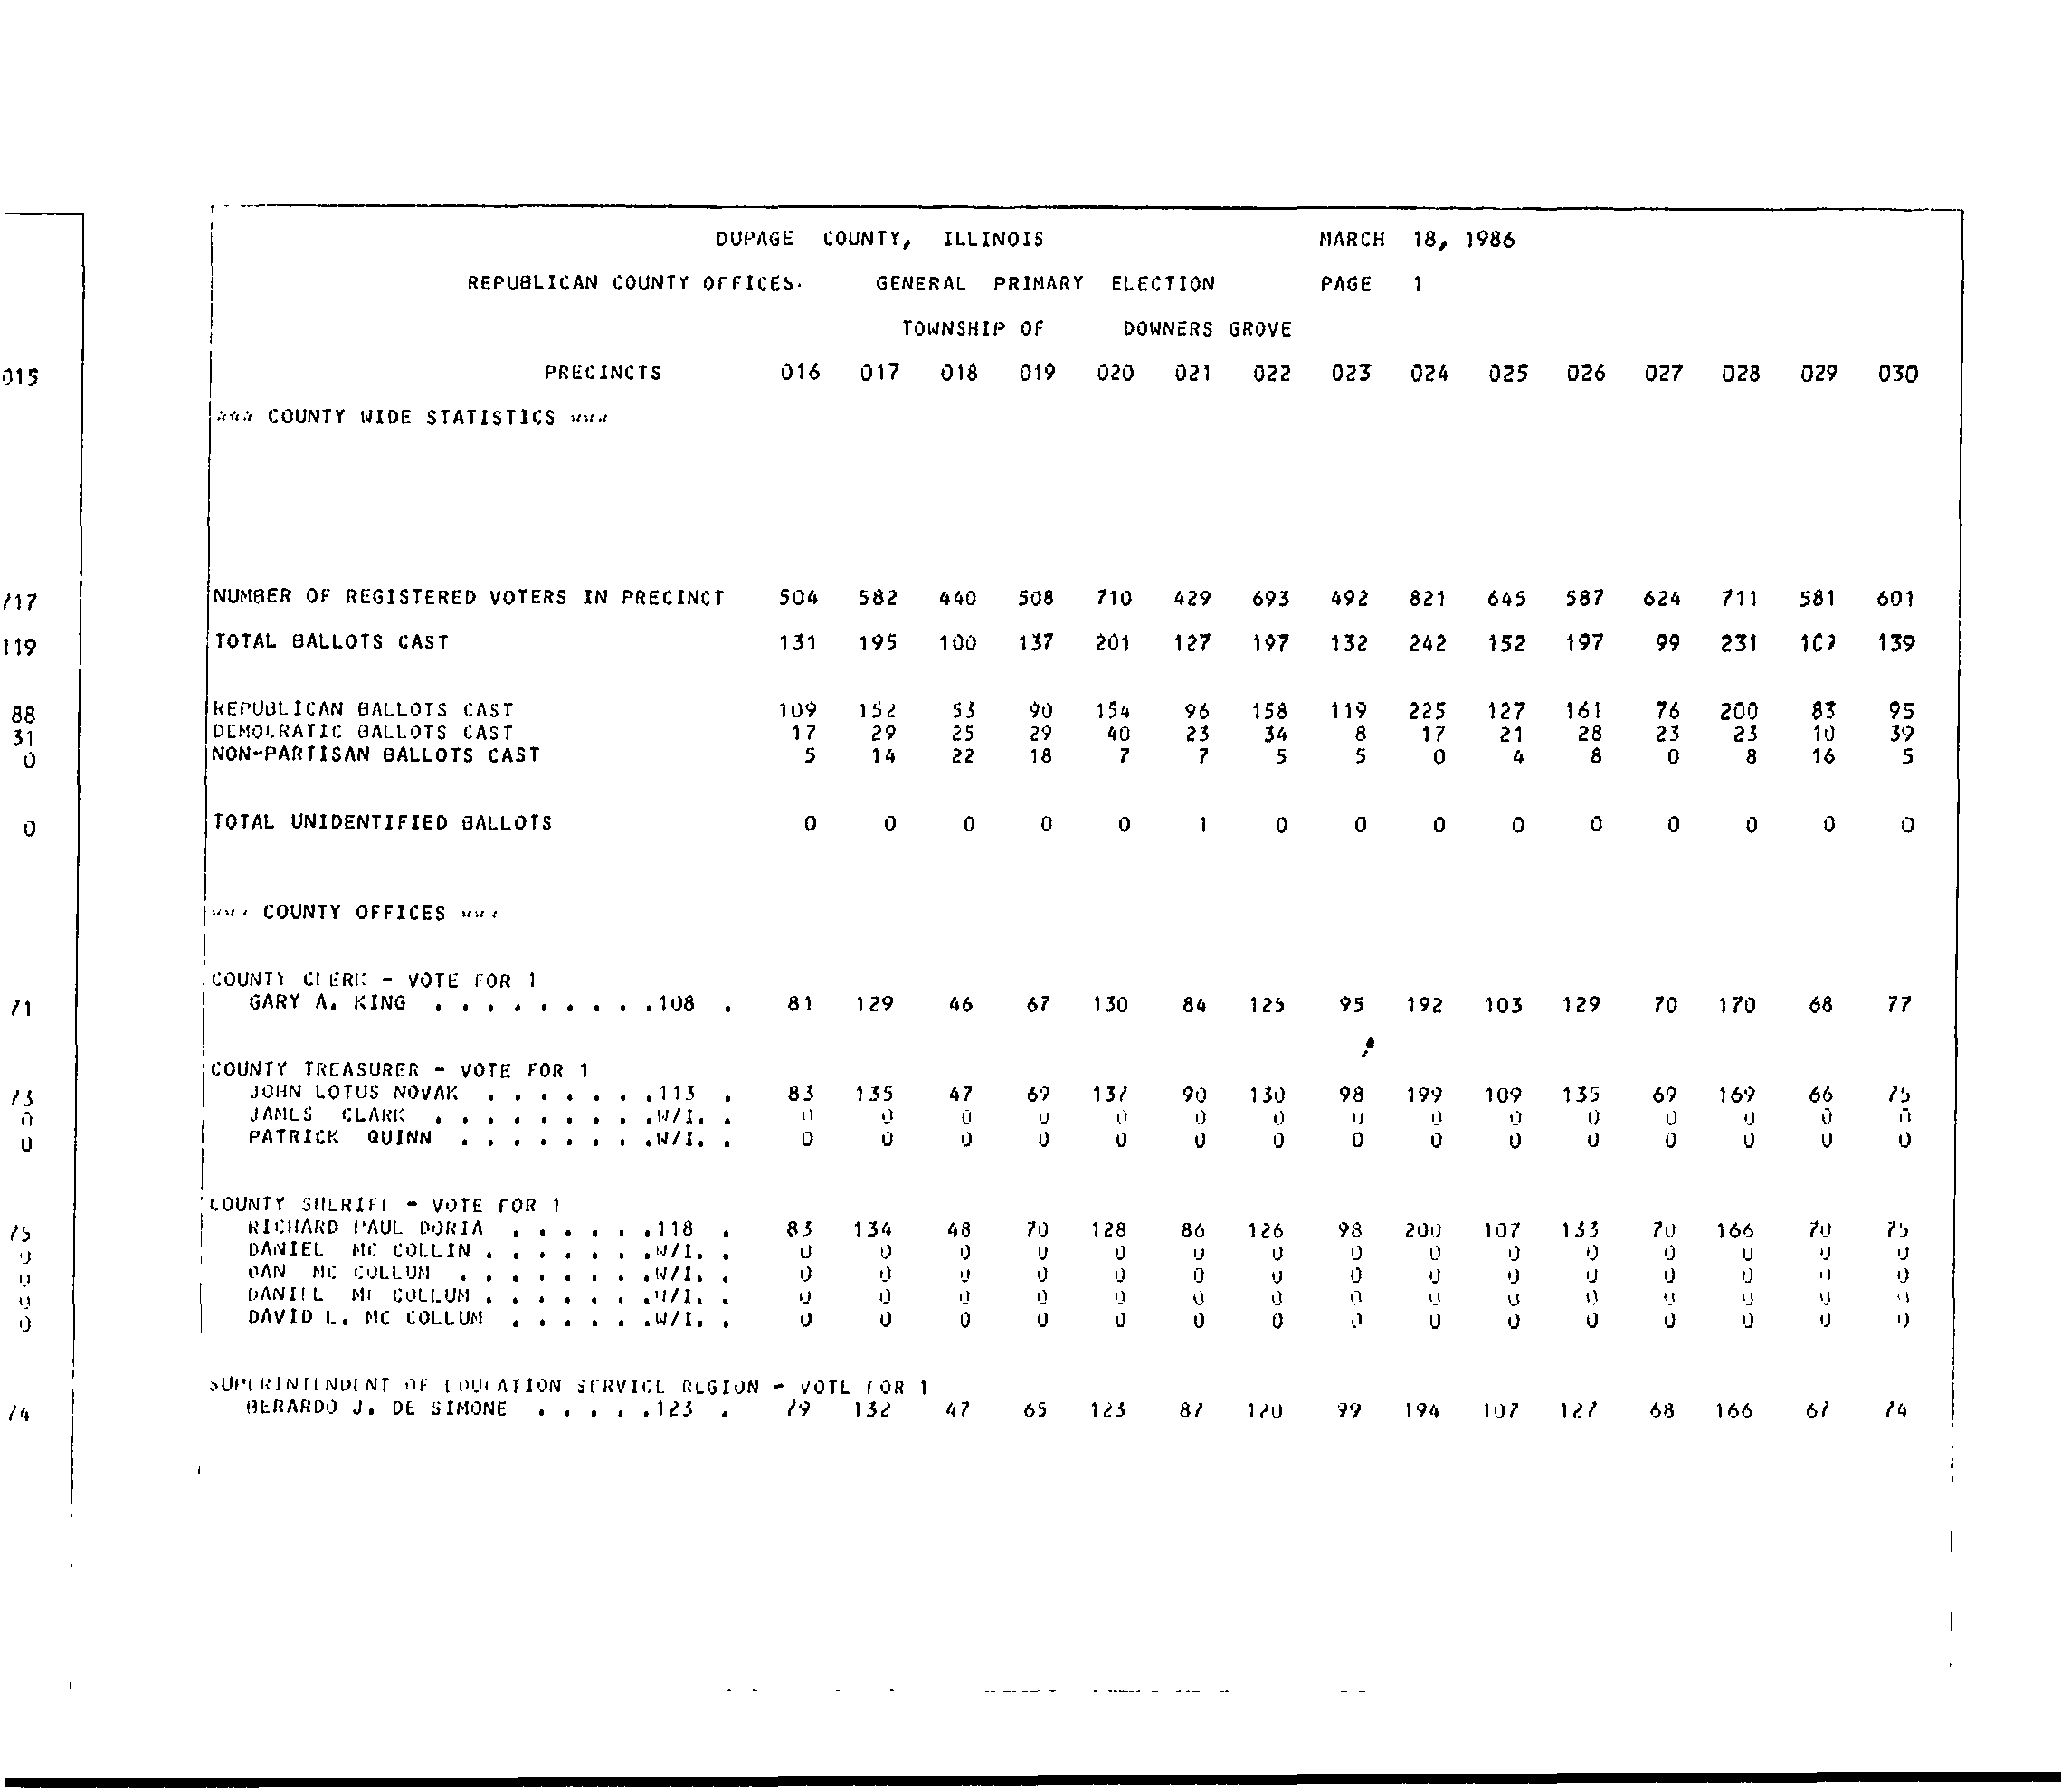 DUPAGE COUNTY, ILLINOIS MARCH 18, 1986
REPUBLICAN COUNTY OFFICES. GENERAL PRIMARY ELECTION PAGE 1
TOWNSHIP OF DOWNERS GROVE
015 PRECINCTS 016 017 018 019 020 021 022 023 024 025 026 027 028 029 030
*** COUNTY WIDE STATISTICS ***
717 NUMBER OF REGISTERED VOTERS IN PRECINCT 504 582 440 508 710 429 693 492 821 645 587 624 711 581 601
119 TOTAL BALLOTS CAST 131 195 100 137 201 127 197 132 242 152 197 99 231 139
88 REPUBLICAN BALLOTS CAST 109 152 53 90 154 96 158 119 225 127 161 76 200 83 95
31 DEMOCRATIC BALLOTS CAST 17 29 25 29 40 23 34 8 17 21 28 23 23 10 39
0 NON-PARTISAN BALLOTS CAST 5 14 22 18 7 7 5 5 0 4 8 0 8 16 5
0 TOTAL UNIDENTIFIED BALLOTS 0 0 0 0 0 1 0 0 0 0 0 0 0 0 0
*** COUNTY OFFICES ***
COUNTY CLERK - VOTE FOR 1
71 GARY A. KING . . . . . . . . .108 . 81 129 46 67 130 84 125 95 192 103 129 70 170 68 77
COUNTY TREASURER - VOTE FOR 1
73 JOHN LOTUS NOVAK . . . . . . .113 . 83 135 47 69 137 90 130 98 199 109 135 69 169 66 75
0 JAMES CLARK . . . . . . . . .W/I. . 0 0 0 0 0 0 0 0 0 0 0 0 0 0 0
0 PATRICK QUINN . . . . . . . .W/I. . 0 0 0 0 0 0 0 0 0 0 0 0 0 0 0
COUNTY SHERIFF - VOTE FOR 1
75 RICHARD PAUL DORIA . . . . . .118 . 83 134 48 70 128 86 126 98 200 107 133 70 166 70 75
0 DANIEL MC COLLIN . . . . . . .W/I. . 0 0 0 0 0 0 0 0 0 0 0 0 0 0 0
0 DAN MC COLLUM . . . . . . . .W/I. . 0 0 0 0 0 0 0 0 0 0 0 0 0 0 0
0 DANIEL MC COLLUM . . . . . . .W/I. . 0 0 0 0 0 0 0 0 0 0 0 0 0 0 0
0 DAVID L. MC COLLUM . . . . . .W/I. . 0 0 0 0 0 0 0 0 0 0 0 0 0 0 0
SUPERINTENDENT OF EDUCATION SERVICE REGION - VOTE FOR 1
74 BERARDO J. DE SIMONE . . . . .123 . 79 132 47 65 123 87 120 99 194 107 127 68 166 67 74